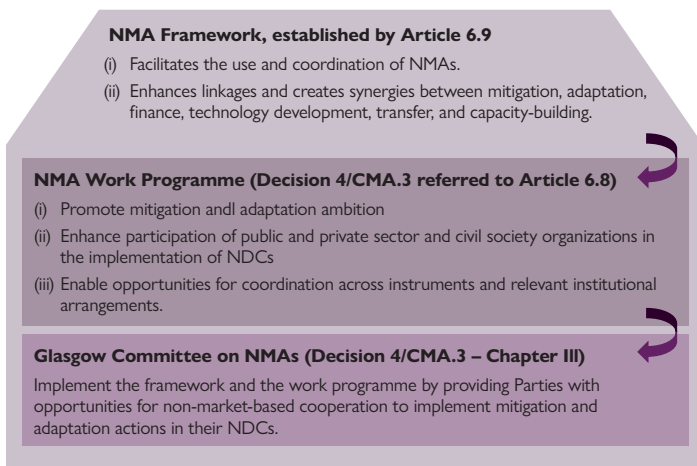 NMA Framework, established by Article 6.9
(i) Facilitates the use and coordination of NMAs.
(ii) Enhances linkages and creates synergies between mitigation, adaptation,
finance, technology development, transfer, and capacity-building.
NMA Work Programme (Decision 4/CMA.3 referred to Article 6.8)
(i) Promote mitigation andl adaptation ambition
(ii) Enhance participation of public and private sector and civil society organizations in
the implementation of NDCs
(iii) Enable opportunities for coordination across instruments and relevant institutional
arrangements.
Glasgow Committee on NMAs (Decision 4/CMA.3 – Chapter III)
Implement the framework and the work programme by providing Parties with
opportunities for non-market-based cooperation to implement mitigation and
adaptation actions in their NDCs.